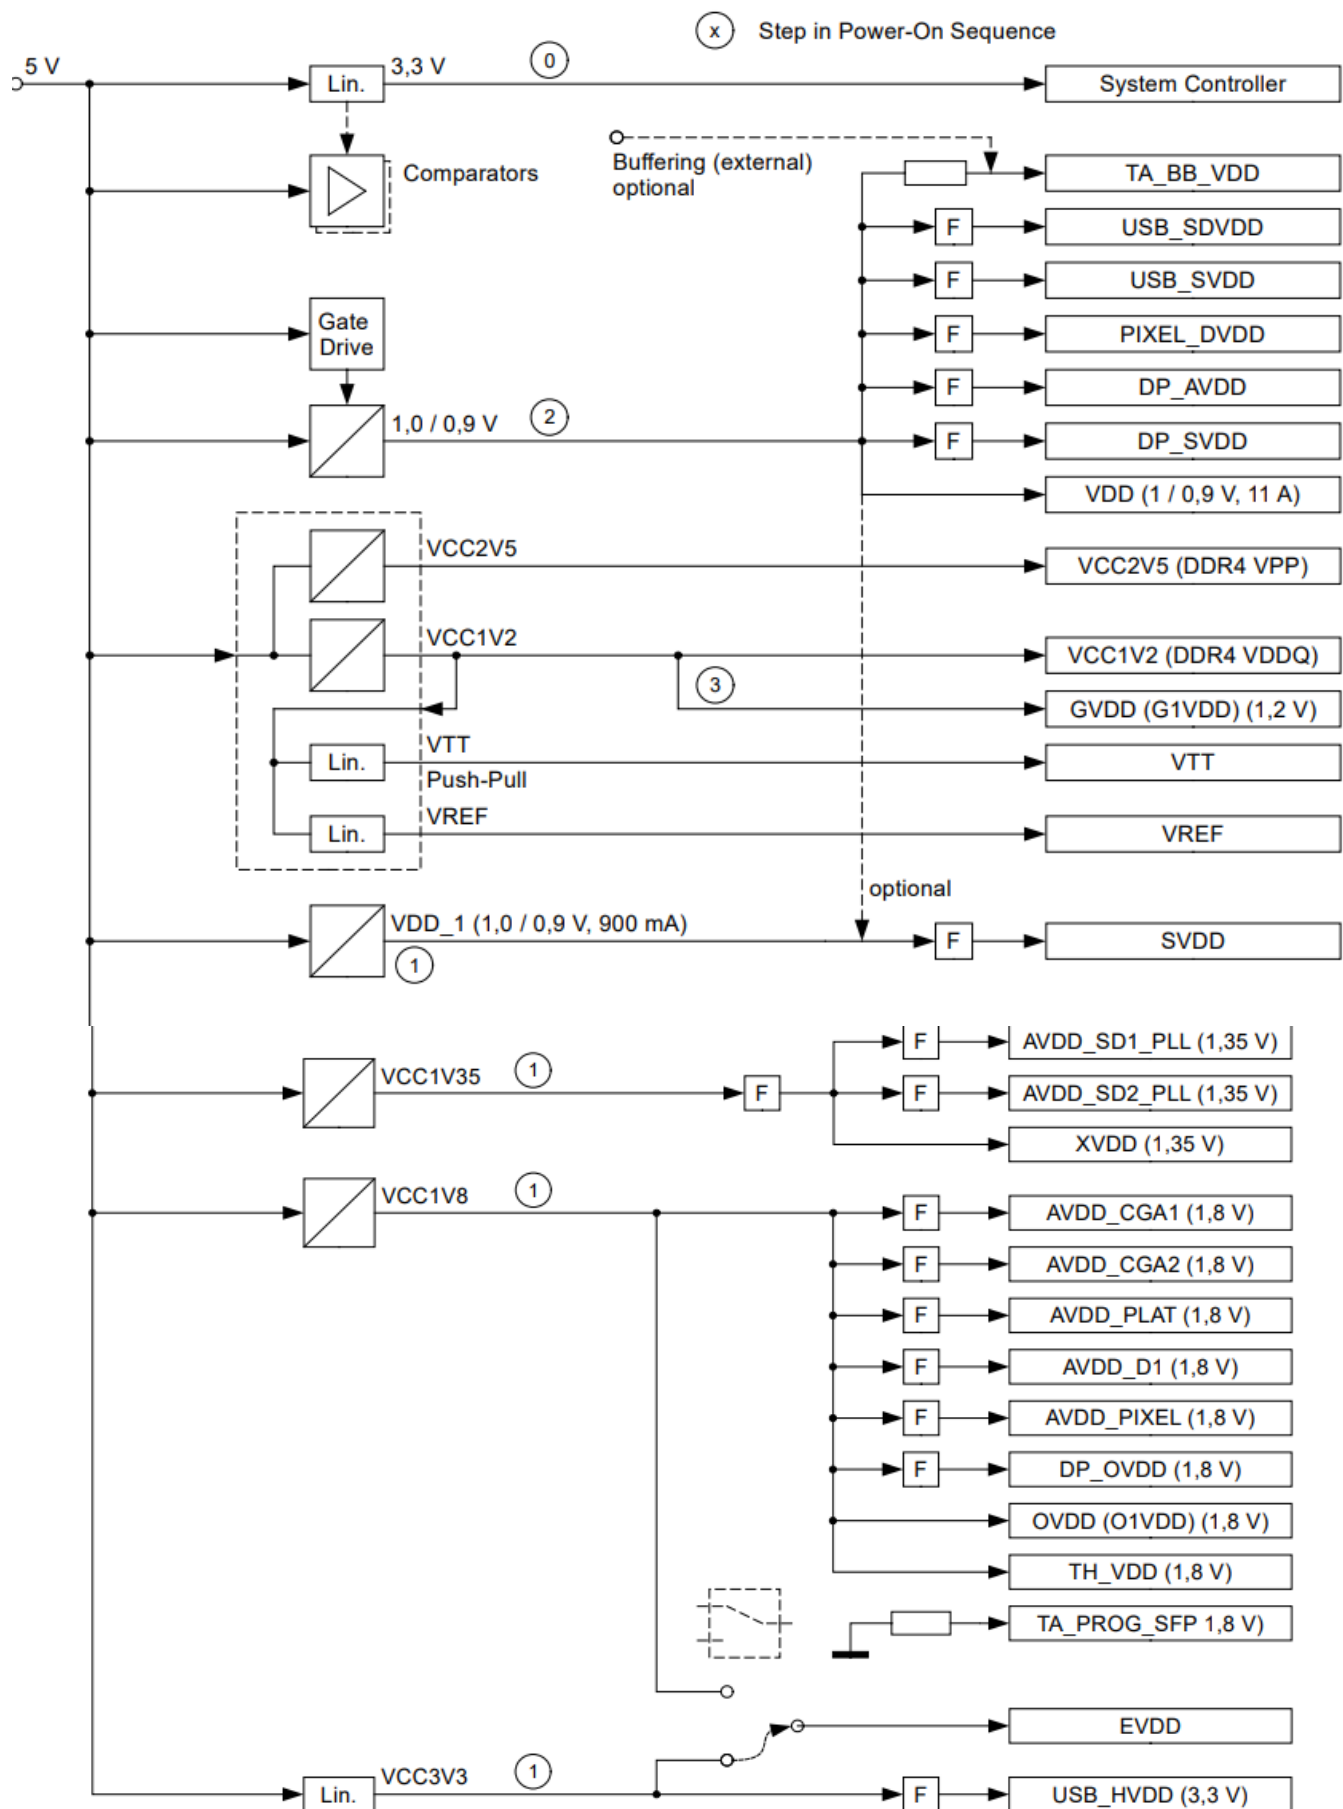 x Step in Power-On Sequence
5 V
Lin.
3,3 V
0
System Controller
Comparators
Buffering (external)
optional
TA_BB_VDD
F
USB_SDVDD
F
USB_SVDD
Gate
Drive
F
PIXEL_DVDD
F
DP_AVDD
1,0 / 0,9 V
2
F
DP_SVDD
VDD (1 / 0,9 V, 11 A)
VCC2V5
VCC2V5 (DDR4 VPP)
VCC1V2
VCC1V2 (DDR4 VDDQ)
3
GVDD (G1VDD) (1,2 V)
Lin.
VTT
Push-Pull
VTT
Lin.
VREF
VREF
optional
VDD_1 (1,0 / 0,9 V, 900 mA)
1
F
SVDD
F
AVDD_SD1_PLL (1,35 V)
VCC1V35
1
F
F
AVDD_SD2_PLL (1,35 V)
XVDD (1,35 V)
VCC1V8
1
F
AVDD_CGA1 (1,8 V)
F
AVDD_CGA2 (1,8 V)
F
AVDD_PLAT (1,8 V)
F
AVDD_D1 (1,8 V)
F
AVDD_PIXEL (1,8 V)
F
DP_OVDD (1,8 V)
OVDD (O1VDD) (1,8 V)
TH_VDD (1,8 V)
TA_PROG_SFP 1,8 V)
EVDD
Lin.
VCC3V3
1
F
USB_HVDD (3,3 V)